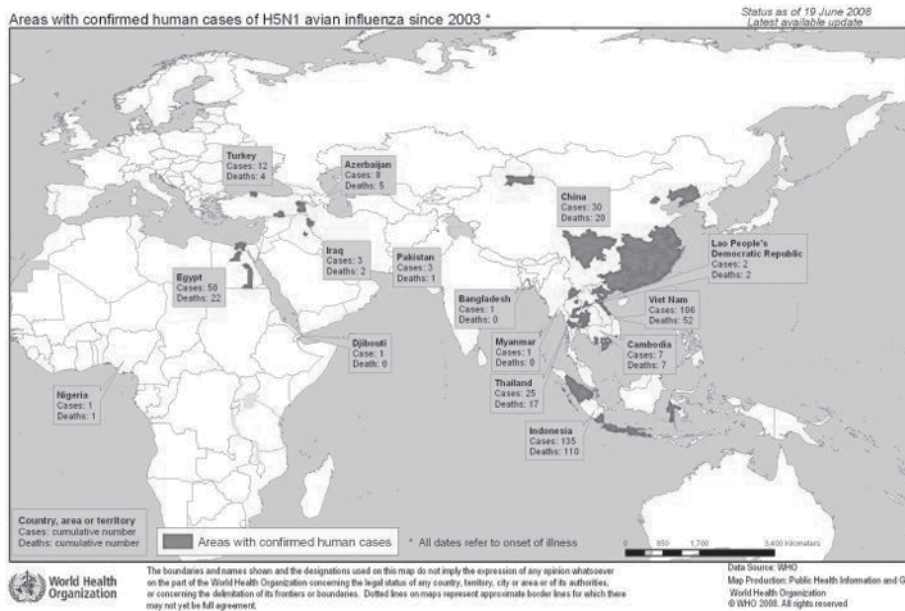 Areas with confirmed human cases of H5N1 avian influenza since 2003 *
Status as of 19 June 2008
Latest available update
Turkey
Cases: 12
Deaths: 4
Azerbaijan
Cases: 8
Deaths: 5
China
Cases: 30
Deaths: 20
Lao People's
Democratic Republic
Cases: 2
Deaths: 2
Iraq
Cases: 3
Deaths: 2
Pakistan
Cases: 3
Deaths: 1
Egypt
Cases: 50
Deaths: 22
Bangladesh
Cases: 1
Deaths: 0
Viet Nam
Cases: 106
Deaths: 52
Djibouti
Case: 1
Death: 0
Myanmar
Cases: 1
Deaths: 0
Cambodia
Cases: 7
Deaths: 7
Nigeria
Cases: 1
Deaths: 1
Thailand
Cases: 25
Deaths: 17
Indonesia
Cases: 135
Deaths: 110
Country, area or territory
Cases: cumulative number
Deaths: cumulative number
Areas with confirmed human cases
* All dates refer to onset of illness
0 850 1,700 3,400 Kilometers
World Health
Organization
The boundaries and names shown and the designations used on this map do not imply the expression of any opinion whatsoever
on the part of the World Health Organization concerning the legal status of any country, territory, city or area or of its authorities,
or concerning the delimitation of its frontiers or boundaries. Dotted lines on maps represent approximate border lines for which there
may not yet be full agreement.
Data Source: WHO
Map Production: Public Health Information and G
World Health Organization
© WHO 2008. All rights reserved